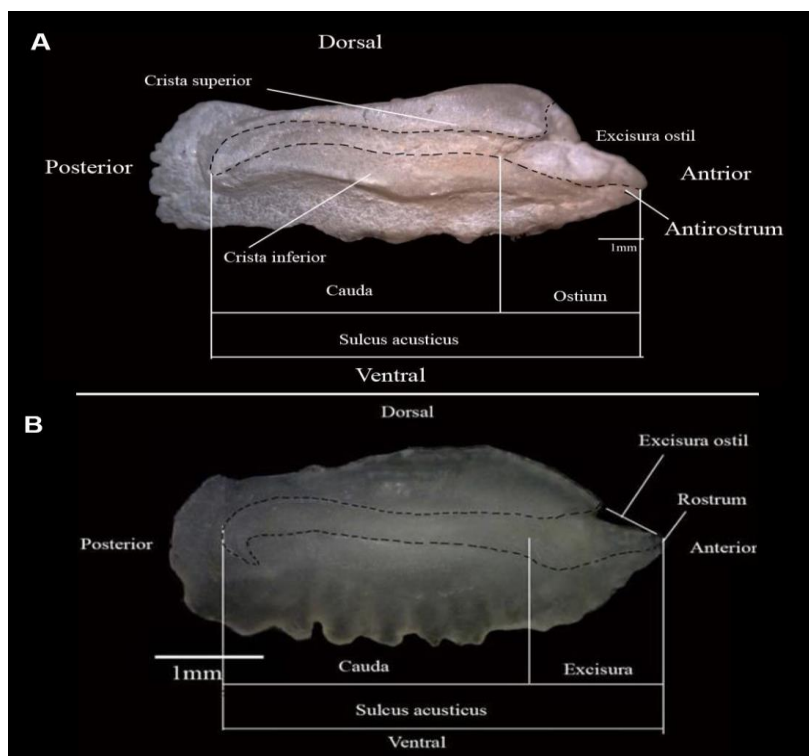 A
Dorsal
Crista superior
Excisura ostil
Posterior
Antrior
Antirostrum
Crista inferior
1mm
Cauda
Ostium
Sulcus acusticus
Ventral
B
Dorsal
Excisura ostil
Rostrum
Posterior
Anterior
1mm
Cauda
Excisura
Sulcus acusticus
Ventral